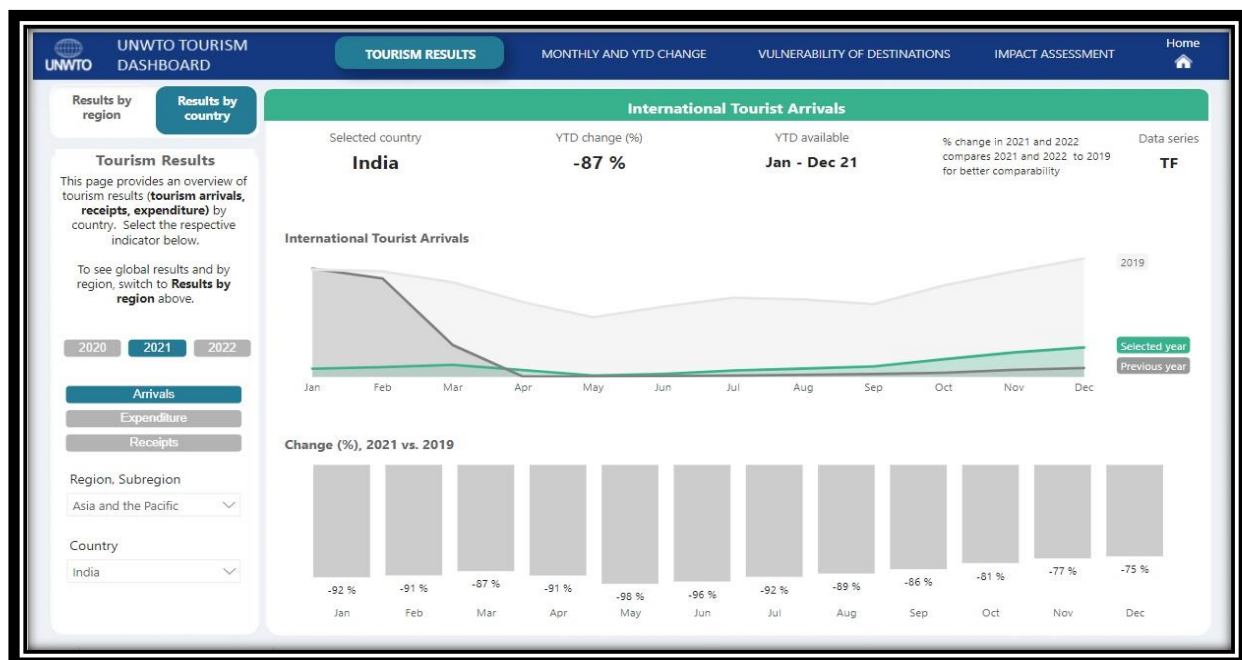 UNWTO
UNWTO TOURISM
DASHBOARD
TOURISM RESULTS
MONTHLY AND YTD CHANGE
VULNERABILITY OF DESTINATIONS
IMPACT ASSESSMENT
Home
Results by
region
Results by
country
Tourism Results
This page provides an overview of
tourism results (tourism arrivals,
receipts, expenditure) by
country. Select the respective
indicator below.
To see global results and by
region, switch to Results by
region above.
2020 2021 2022
Arrivals
Expenditure
Receipts
Region, Subregion
Asia and the Pacific
Country
India
International Tourist Arrivals
Selected country
India
YTD change (%)
-87 %
YTD available
Jan - Dec 21
% change in 2021 and 2022
compares 2021 and 2022 to 2019
for better comparability
Data series
TF
International Tourist Arrivals
2019
Selected year
Previous year
Jan Feb Mar Apr May Jun Jul Aug Sep Oct Nov Dec
Change (%), 2021 vs. 2019
-92 % -91 % -87 % -91 % -98 % -96 % -92 % -89 % -86 % -81 % -77 % -75 %
Jan Feb Mar Apr May Jun Jul Aug Sep Oct Nov Dec